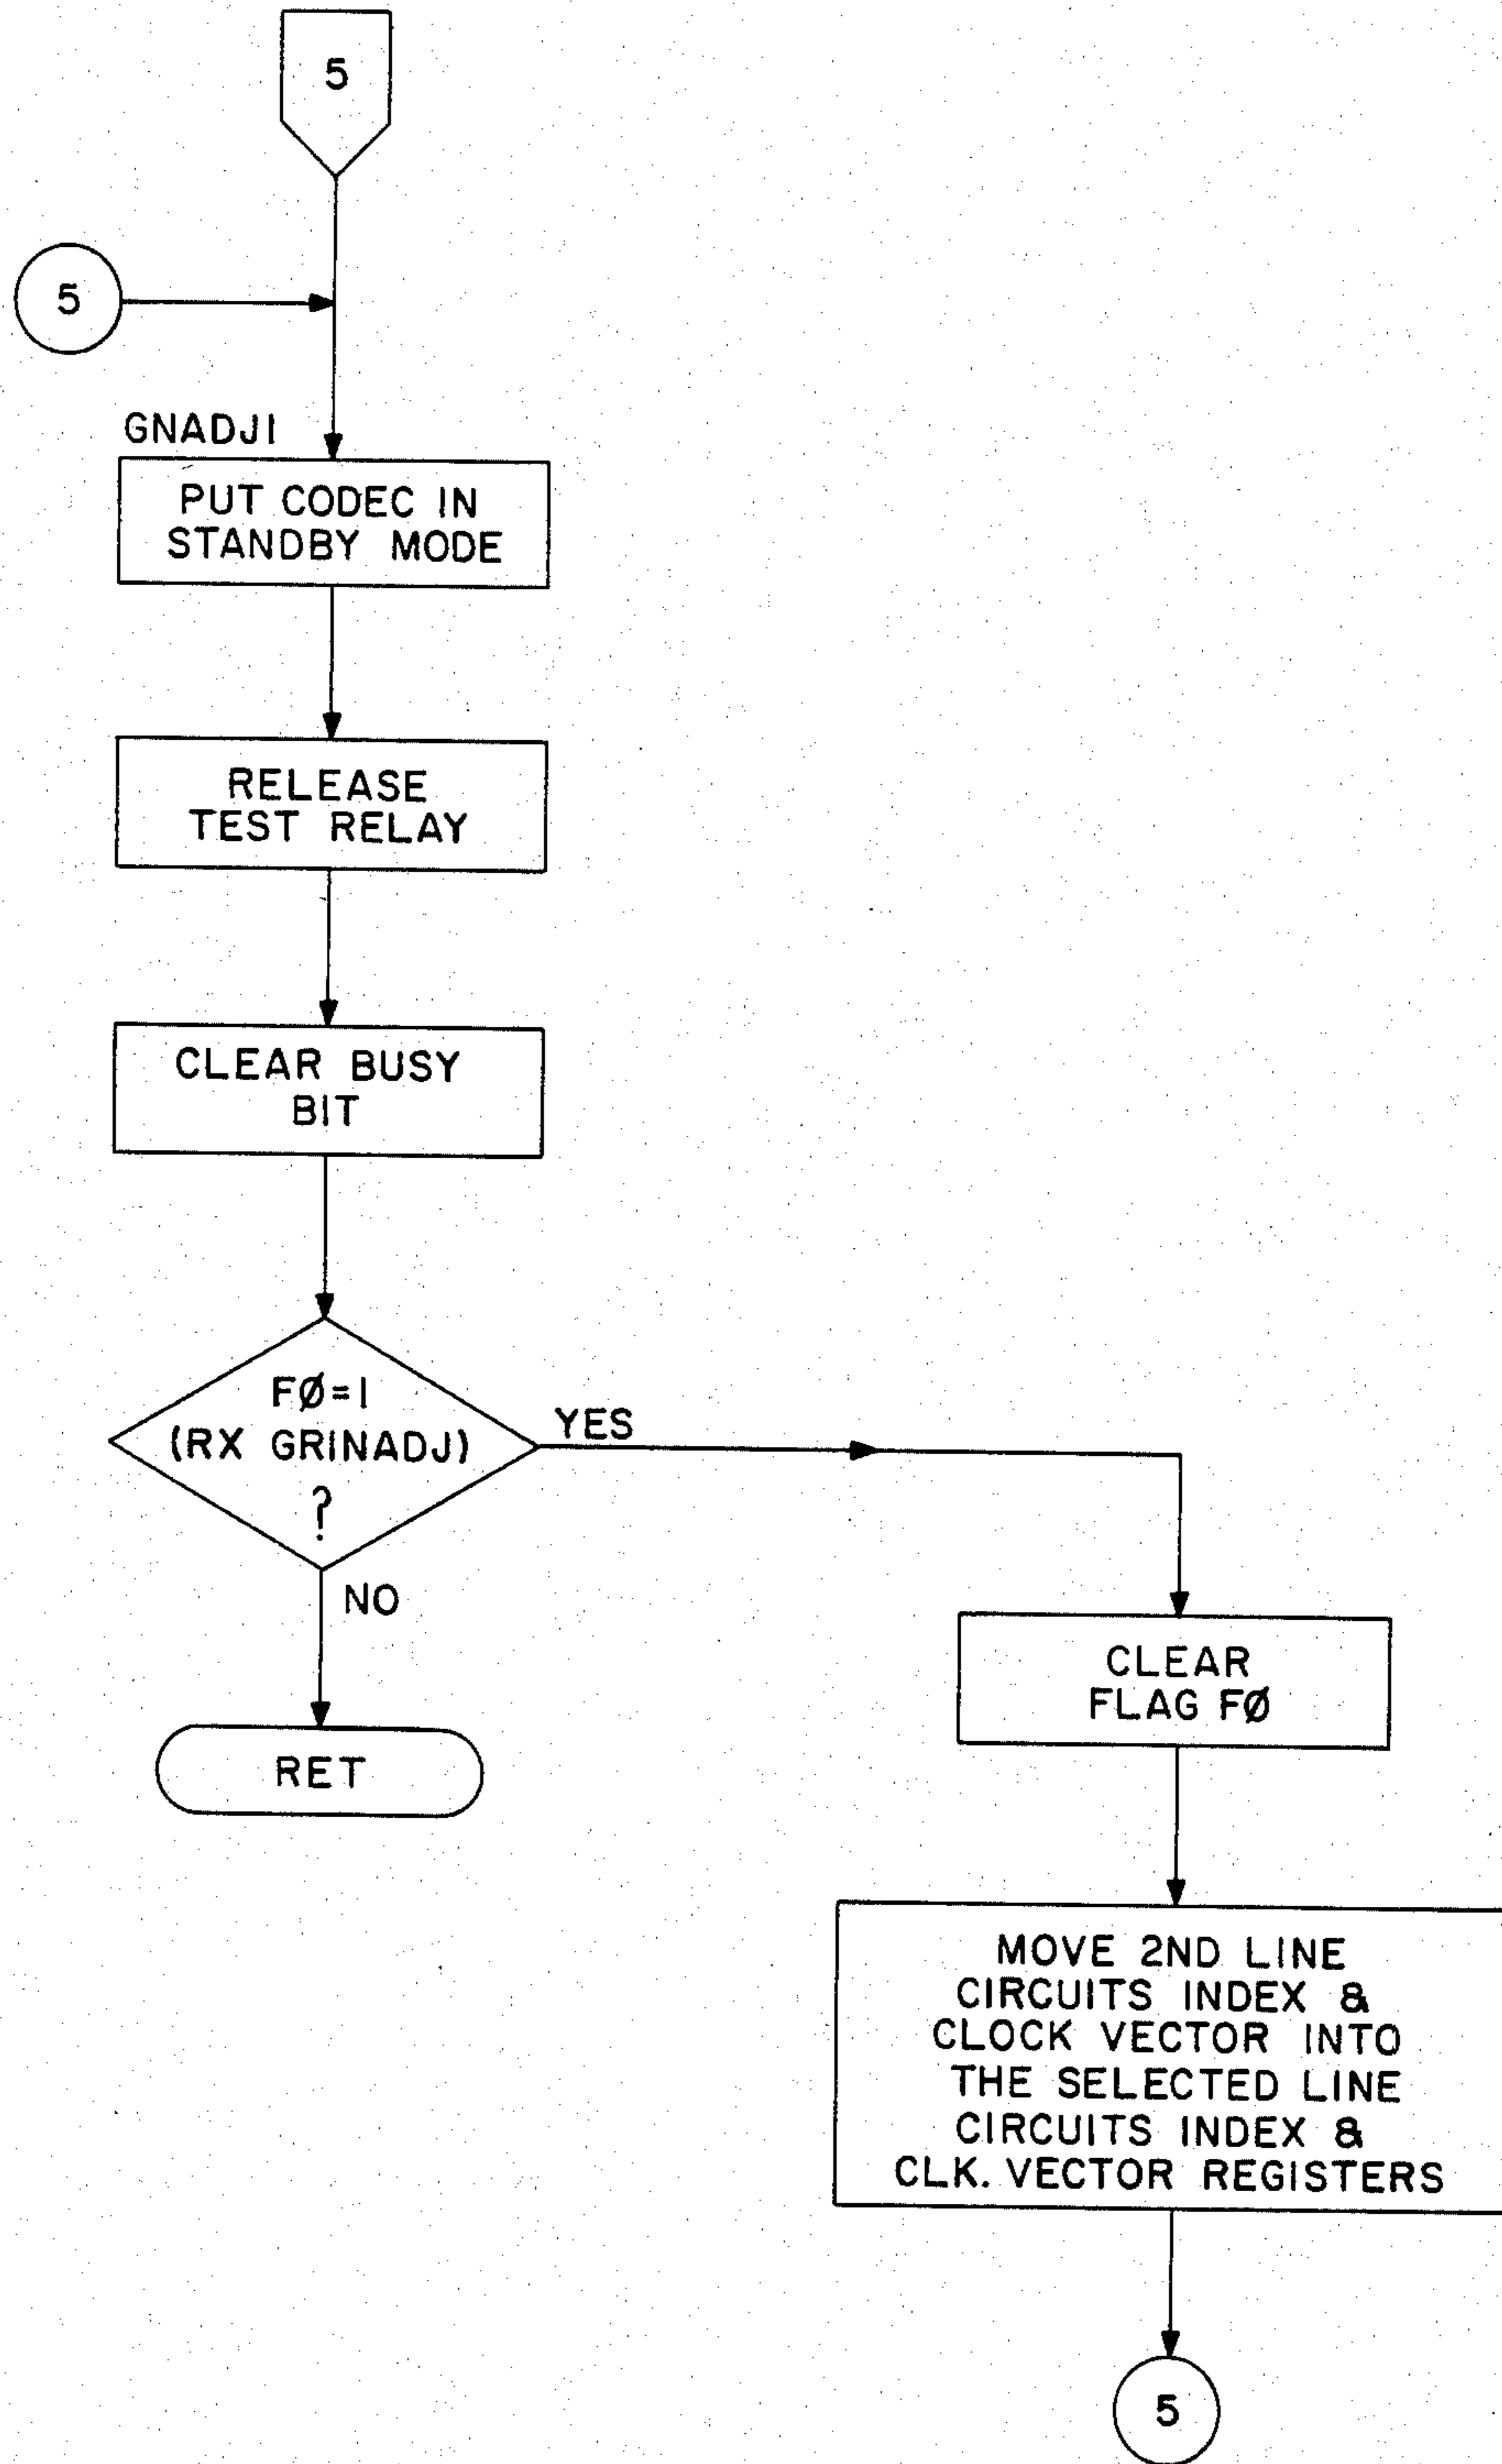 5
5
GNADJ1
PUT CODEC IN
STANDBY MODE
RELEASE
TEST RELAY
CLEAR BUSY
BIT
FØ=1
(RX GRINADJ)
?
YES
NO
RET
CLEAR
FLAG FØ
MOVE 2ND LINE
CIRCUITS INDEX &
CLOCK VECTOR INTO
THE SELECTED LINE
CIRCUITS INDEX &
CLK. VECTOR REGISTERS
5